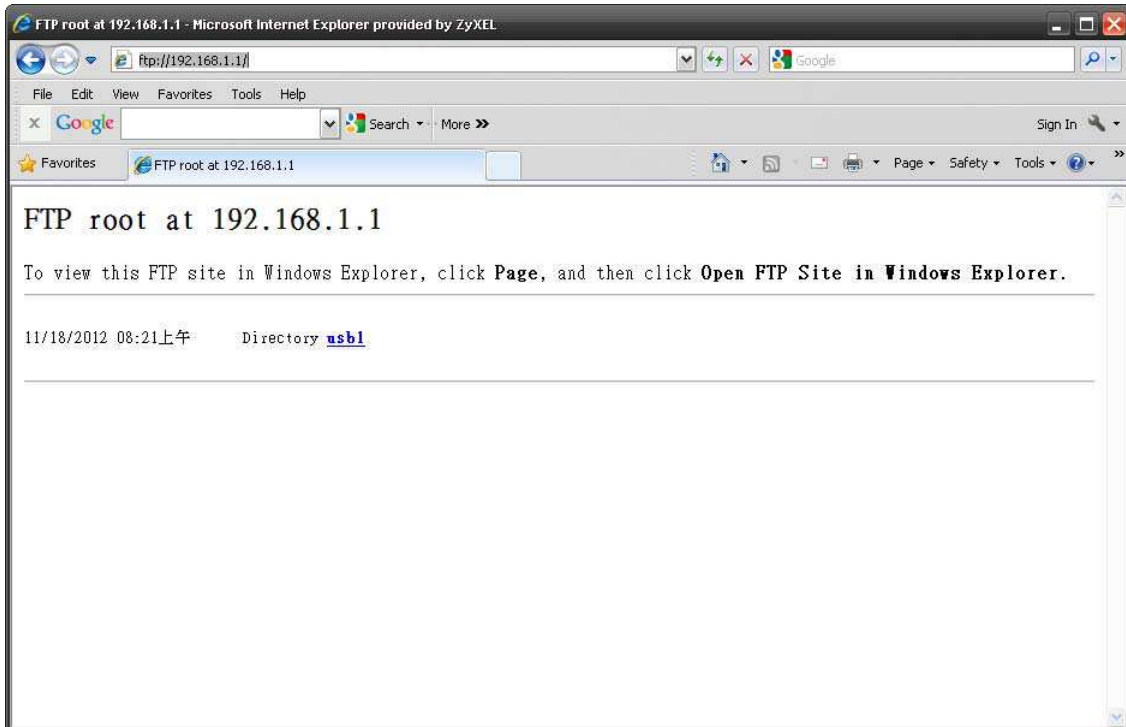 FTP root at 192.168.1.1 - Microsoft Internet Explorer provided by ZyXEL
ftp://192.168.1.1/
Google
File Edit View Favorites Tools Help
x Google Search More >> Sign In
Favorites FTP root at 192.168.1.1 Page Safety Tools >>
FTP root at 192.168.1.1
To view this FTP site in Windows Explorer, click Page, and then click Open FTP Site in Windows Explorer.
11/18/2012 08:21上午 Directory usb1